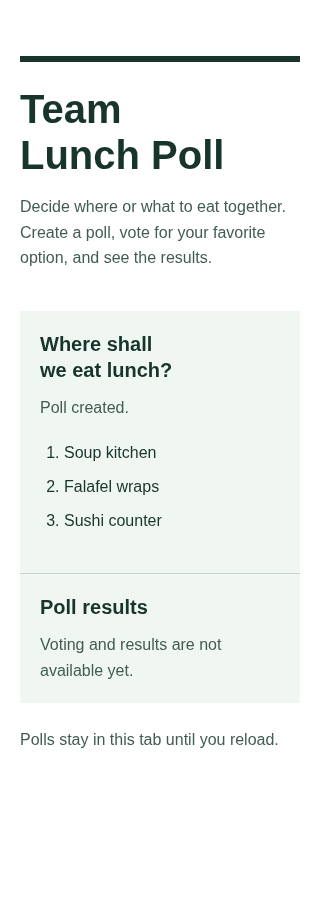 Team
Lunch Poll
Decide where or what to eat together.
Create a poll, vote for your favorite
option, and see the results.
Where shall
we eat lunch?
Poll created.
1. Soup kitchen
2. Falafel wraps
3. Sushi counter
Poll results
Voting and results are not
available yet.
Polls stay in this tab until you reload.